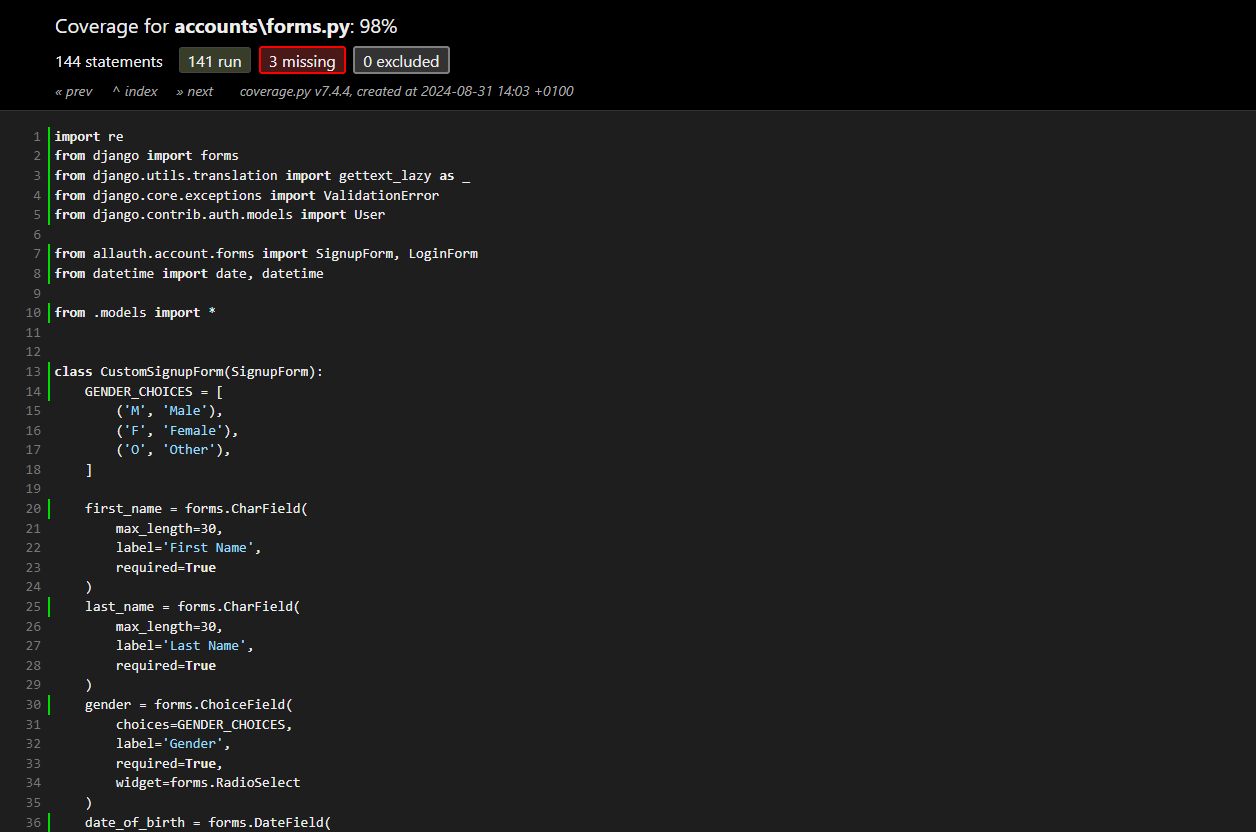 Coverage for accounts\forms.py: 98%
144 statements 141 run 3 missing 0 excluded
« prev ^ index » next coverage.py v7.4.4, created at 2024-08-31 14:03 +0100
1 import re
2 from django import forms
3 from django.utils.translation import gettext_lazy as _
4 from django.core.exceptions import ValidationError
5 from django.contrib.auth.models import User
6
7 from allauth.account.forms import SignupForm, LoginForm
8 from datetime import date, datetime
9
10 from .models import *
11
12
13 class CustomSignupForm(SignupForm):
14     GENDER_CHOICES = [
15         ('M', 'Male'),
16         ('F', 'Female'),
17         ('O', 'Other'),
18     ]
19
20     first_name = forms.CharField(
21         max_length=30,
22         label='First Name',
23         required=True
24     )
25     last_name = forms.CharField(
26         max_length=30,
27         label='Last Name',
28         required=True
29     )
30     gender = forms.ChoiceField(
31         choices=GENDER_CHOICES,
32         label='Gender',
33         required=True,
34         widget=forms.RadioSelect
35     )
36     date_of_birth = forms.DateField(